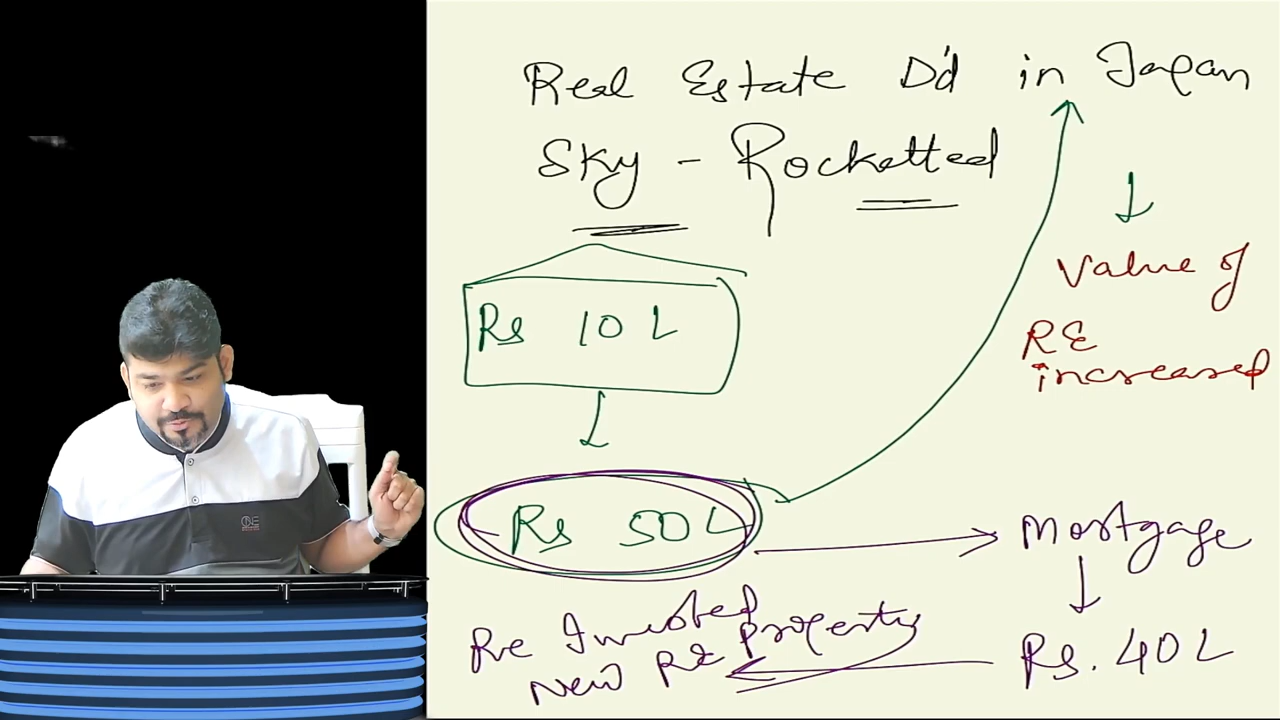 Real Estate D'd in Japan
Sky - Rocketted
Value of
RE
increased
Rs 10 L
Rs 50 L
Mortgage
Rs. 40 L
Re Invested
New RE Property
ONE